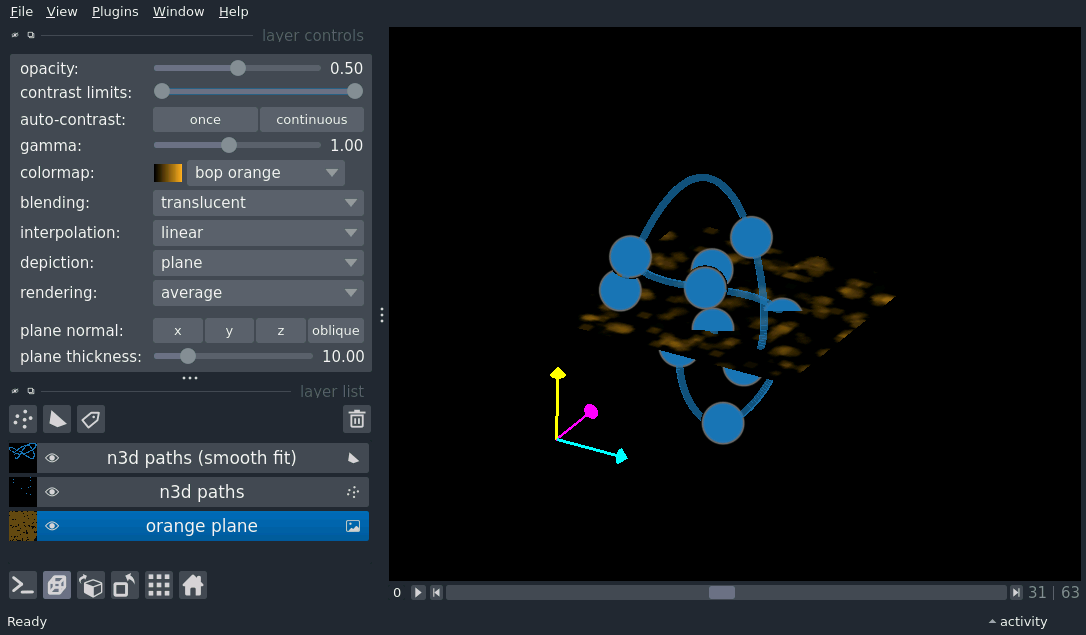 File View Plugins Window Help
layer controls
opacity: 0.50
contrast limits:
auto-contrast: once continuous
gamma: 1.00
colormap: bop orange
blending: translucent
interpolation: linear
depiction: plane
rendering: average
plane normal: x y z oblique
plane thickness: 10.00
layer list
n3d paths (smooth fit)
n3d paths
orange plane
0 31 | 63
Ready activity